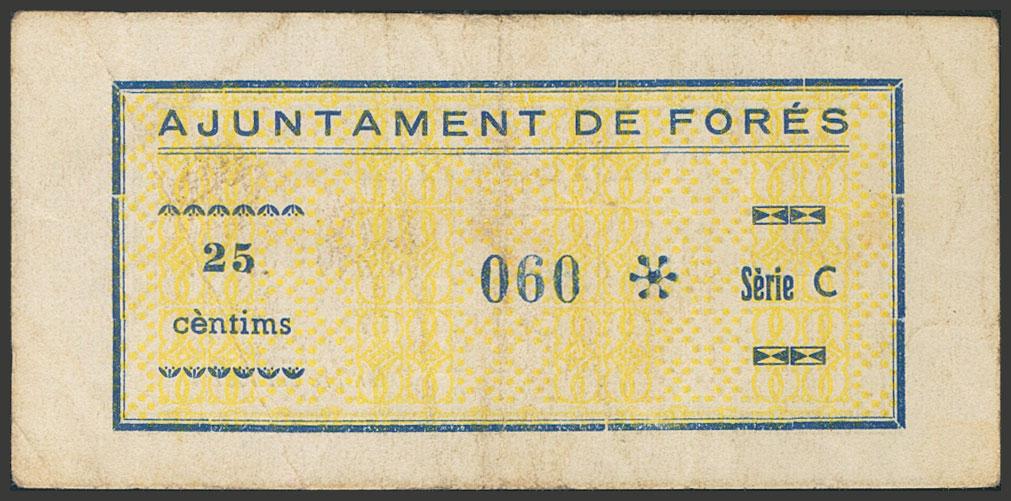 AJUNTAMENT DE FORÉS
25
cèntims
060
Sèrie C